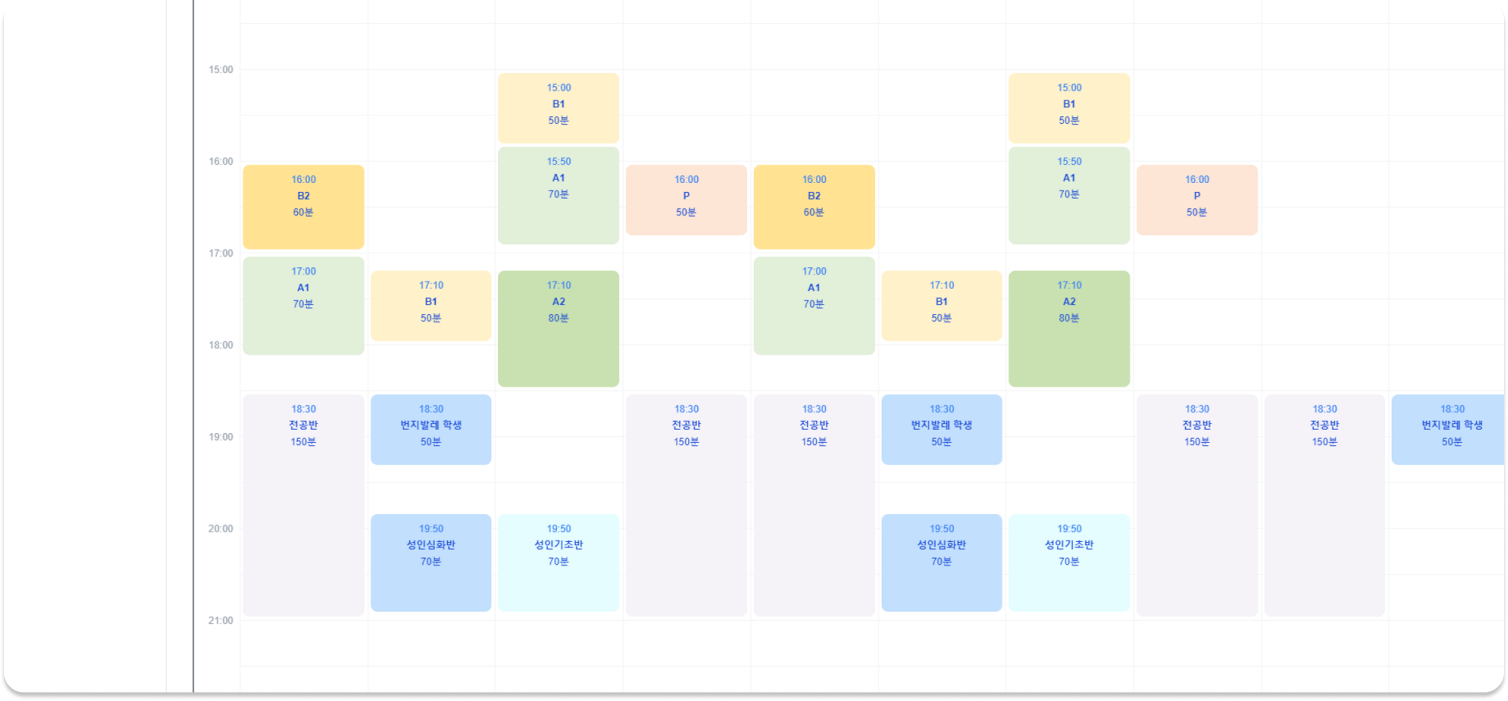 15:00
16:00
17:00
18:00
19:00
20:00
21:00
16:00
B2
60분
17:00
A1
70분
18:30
전공반
150분
17:10
B1
50분
18:30
번지발레 학생
50분
19:50
성인심화반
70분
15:00
B1
50분
15:50
A1
70분
17:10
A2
80분
19:50
성인기초반
70분
16:00
P
50분
18:30
전공반
150분
16:00
B2
60분
17:00
A1
70분
18:30
전공반
150분
17:10
B1
50분
18:30
번지발레 학생
50분
19:50
성인심화반
70분
15:00
B1
50분
15:50
A1
70분
17:10
A2
80분
19:50
성인기초반
70분
16:00
P
50분
18:30
전공반
150분
18:30
전공반
150분
18:30
번지발레 학생
50분